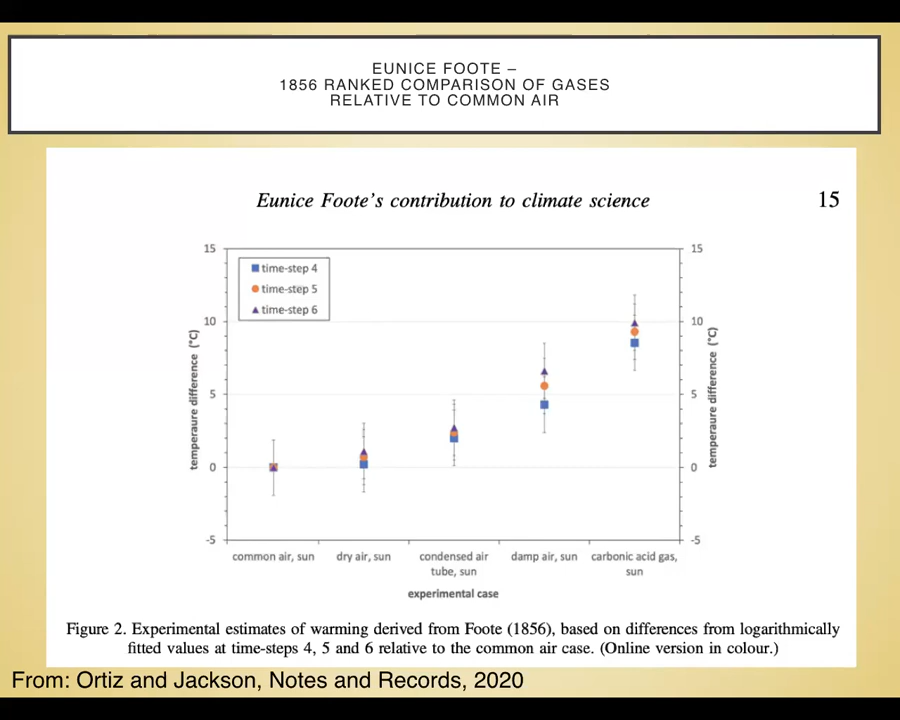 EUNICE FOOTE –
1856 RANKED COMPARISON OF GASES
RELATIVE TO COMMON AIR
Eunice Foote's contribution to climate science 15
15 15
time-step 4
time-step 5
time-step 6
10 10
temperaure difference (°C)
temperaure difference (°C)
5 5
0 0
-5 -5
common air, sun dry air, sun condensed air damp air, sun carbonic acid gas,
tube, sun sun
experimental case
Figure 2. Experimental estimates of warming derived from Foote (1856), based on differences from logarithmically
fitted values at time-steps 4, 5 and 6 relative to the common air case. (Online version in colour.)
From: Ortiz and Jackson, Notes and Records, 2020